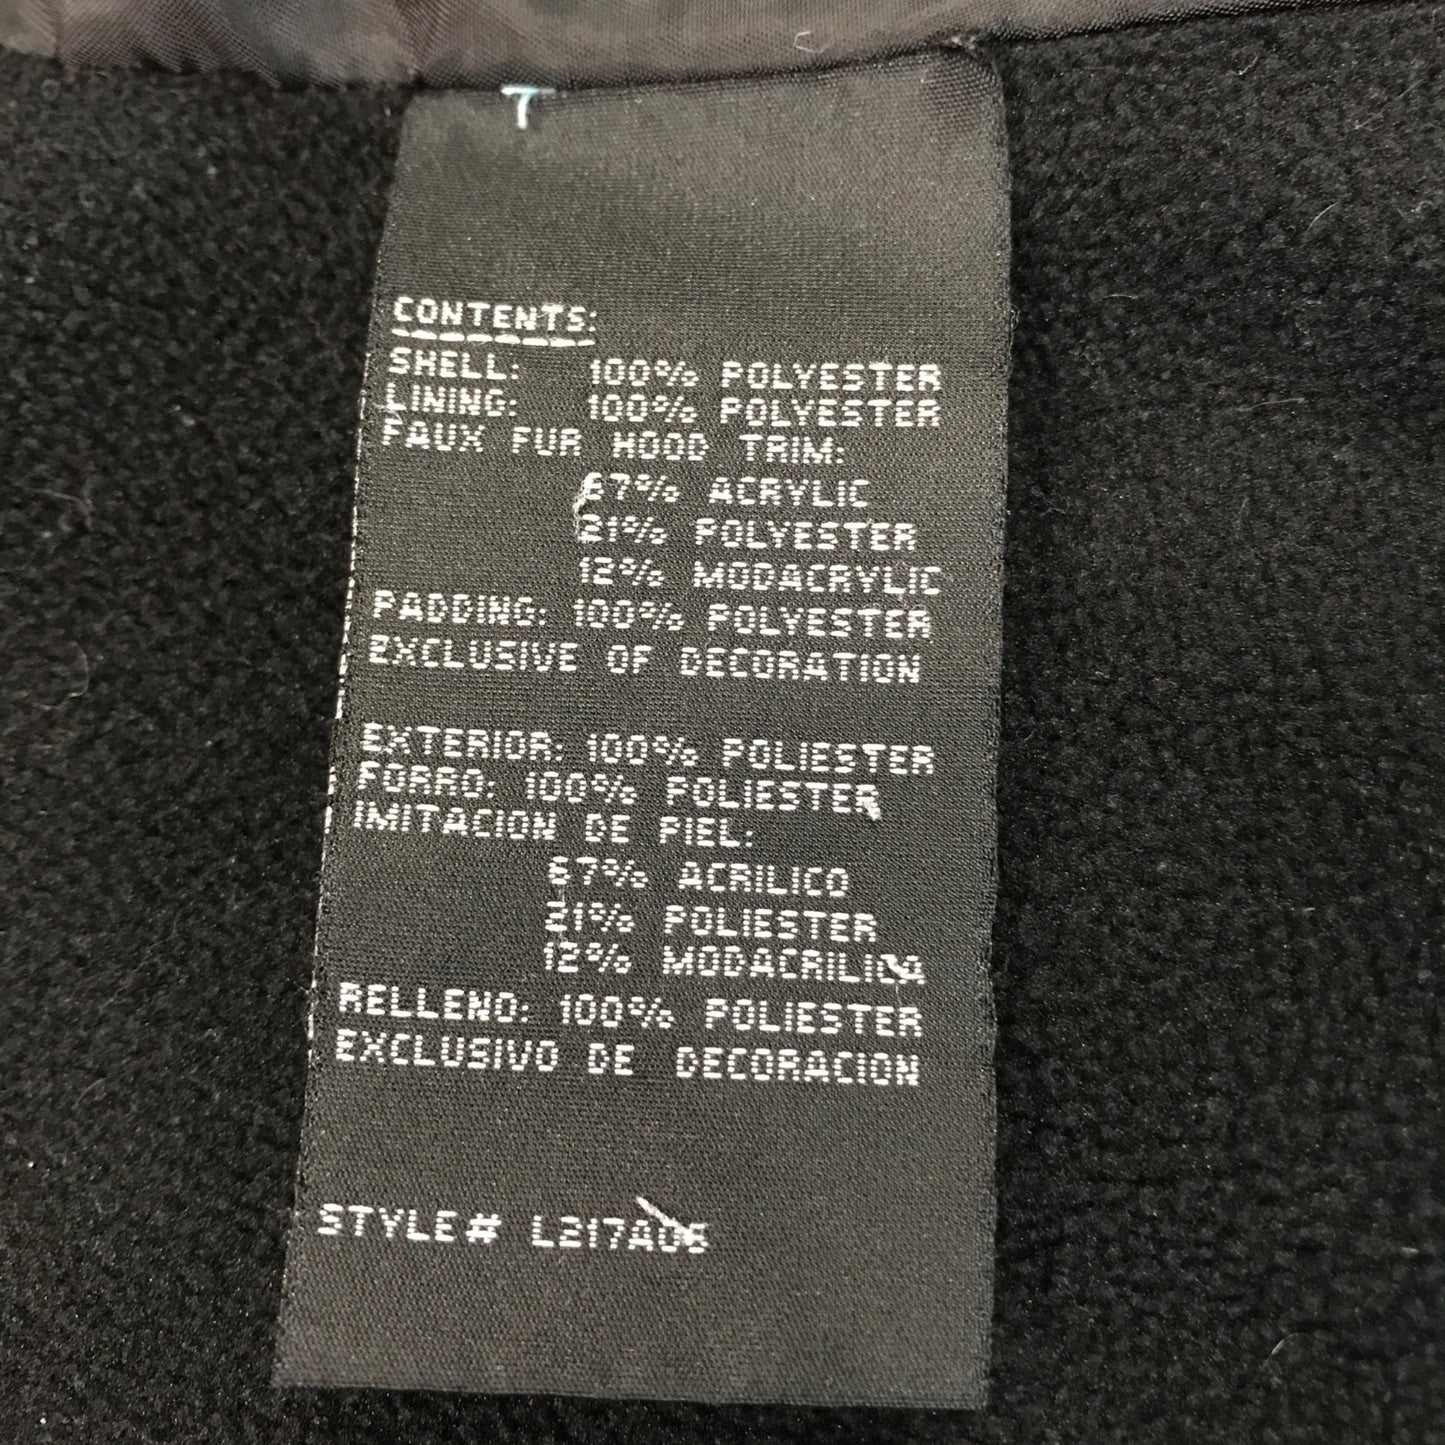 CONTENTS:
SHELL: 100% POLYESTER
LINING: 100% POLYESTER
FAUX FUR HOOD TRIM:
67% ACRYLIC
21% POLYESTER
12% MODACRYLIC
PADDING: 100% POLYESTER
EXCLUSIVE OF DECORATION
EXTERIOR: 100% POLIESTER
FORRO: 100% POLIESTER
IMITACION DE PIEL:
67% ACRILICO
21% POLIESTER
12% MODACRILICA
RELLENO: 100% POLIESTER
EXCLUSIVO DE DECORACION
STYLE#